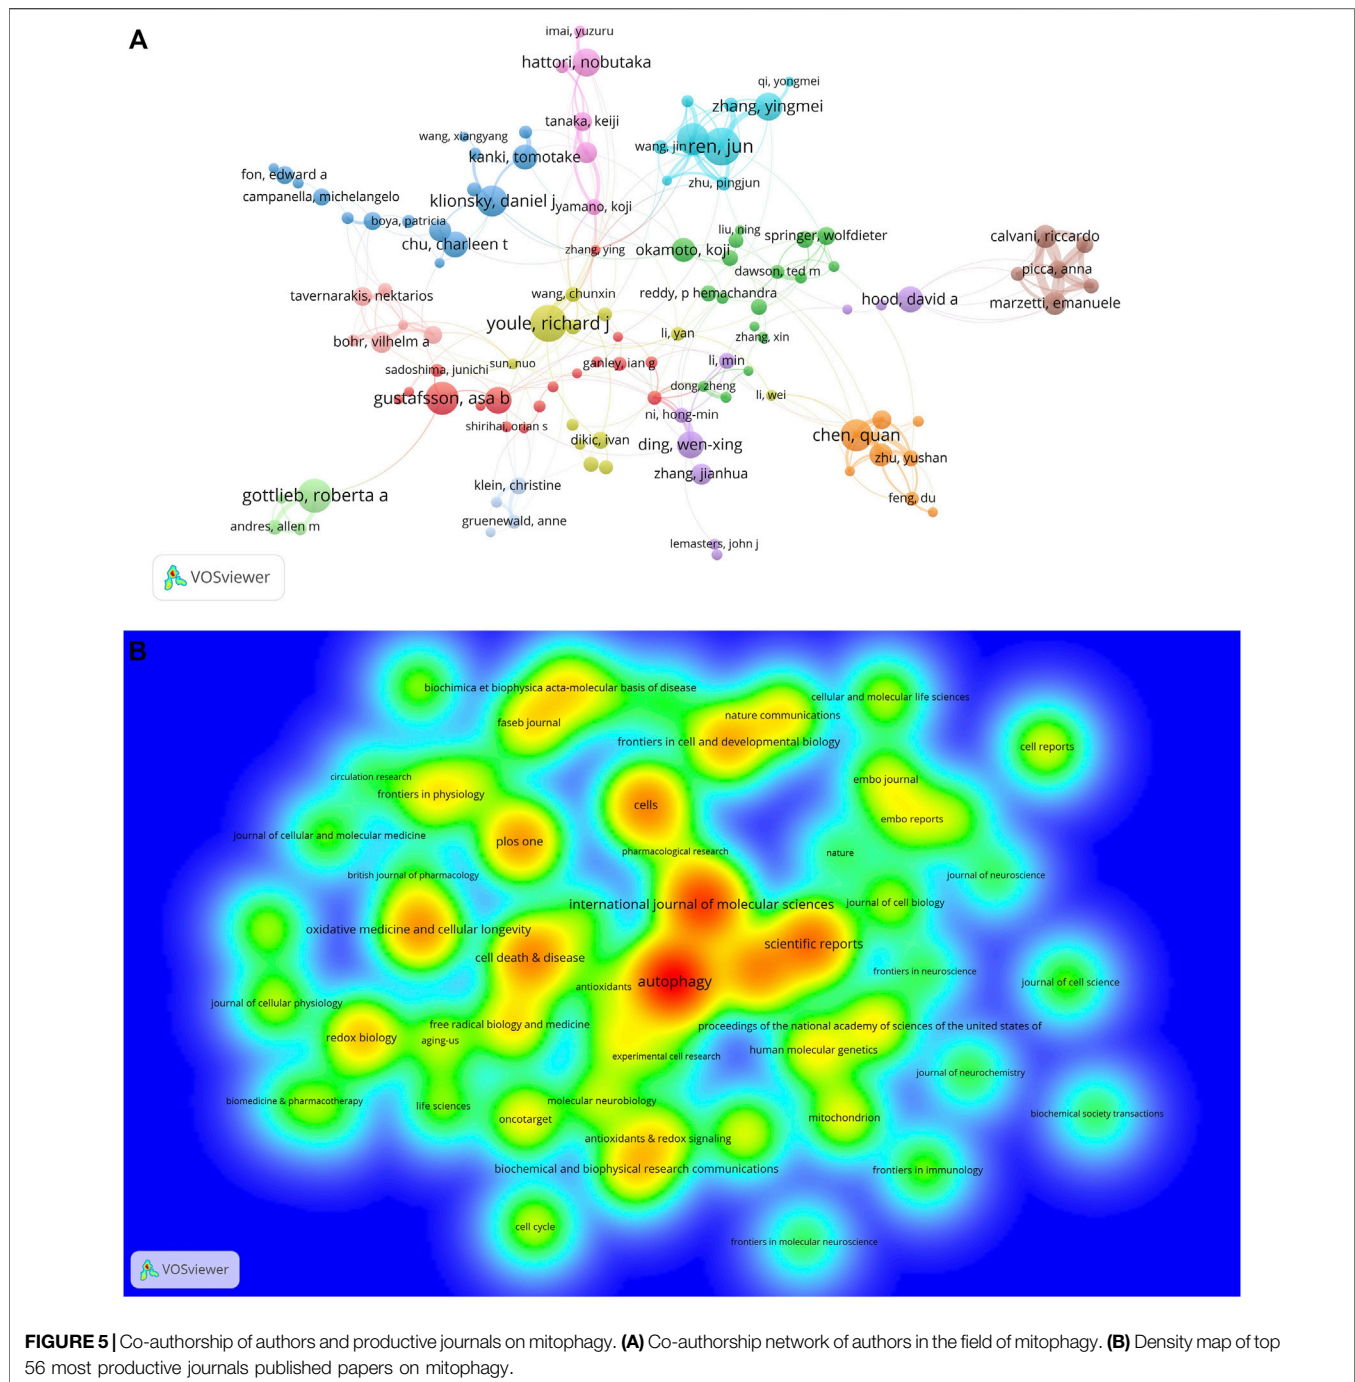 A
imai, yuzuru
hattori, nobutaka
qi, yongmei
zhang, yingmei
tanaka, keiji
wang, xiangyang
wang, jin
ren, jun
kanki, tomotake
fon, edward a
zhu, pingjun
campanella, michelangelo
klionsky, daniel j
yamano, koji
boya, patricia
liu, ning
springer, wolfdieter
calvani, riccardo
chu, charleen t
zhang, ying
okamoto, koji
picca, anna
dawson, ted m
tavernarakis, nektarios
wang, chunxin
reddy, p hemachandra
hood, david a
marzetti, emanuele
youle, richard j
li, yan
zhang, xin
bohr, vilhelm a
sadoshima, junichi
sun, nuo
ganley, ian g
li, min
dong, zheng
li, wei
gustafsson, asa b
ni, hong-min
shirihai, orian s
dikic, ivan
ding, wen-xing
chen, quan
zhu, yushan
zhang, jianhua
klein, christine
gottlieb, roberta a
feng, du
andres, allen m
gruenewald, anne
lemasters, john j
VOSviewer
B
biochimica et biophysica acta-molecular basis of disease
cellular and molecular life sciences
faseb journal
nature communications
frontiers in cell and developmental biology
cell reports
circulation research
embo journal
frontiers in physiology
cells
embo reports
journal of cellular and molecular medicine
plos one
pharmacological research
nature
british journal of pharmacology
journal of neuroscience
international journal of molecular sciences
journal of cell biology
oxidative medicine and cellular longevity
scientific reports
cell death & disease
frontiers in neuroscience
antioxidants
autophagy
journal of cell science
journal of cellular physiology
free radical biology and medicine
proceedings of the national academy of sciences of the united states of
redox biology
aging-us
human molecular genetics
experimental cell research
journal of neurochemistry
biomedicine & pharmacotherapy
life sciences
molecular neurobiology
oncotarget
mitochondrion
biochemical society transactions
antioxidants & redox signaling
biochemical and biophysical research communications
frontiers in immunology
cell cycle
frontiers in molecular neuroscience
VOSviewer
FIGURE 5 | Co-authorship of authors and productive journals on mitophagy. (A) Co-authorship network of authors in the field of mitophagy. (B) Density map of top
56 most productive journals published papers on mitophagy.